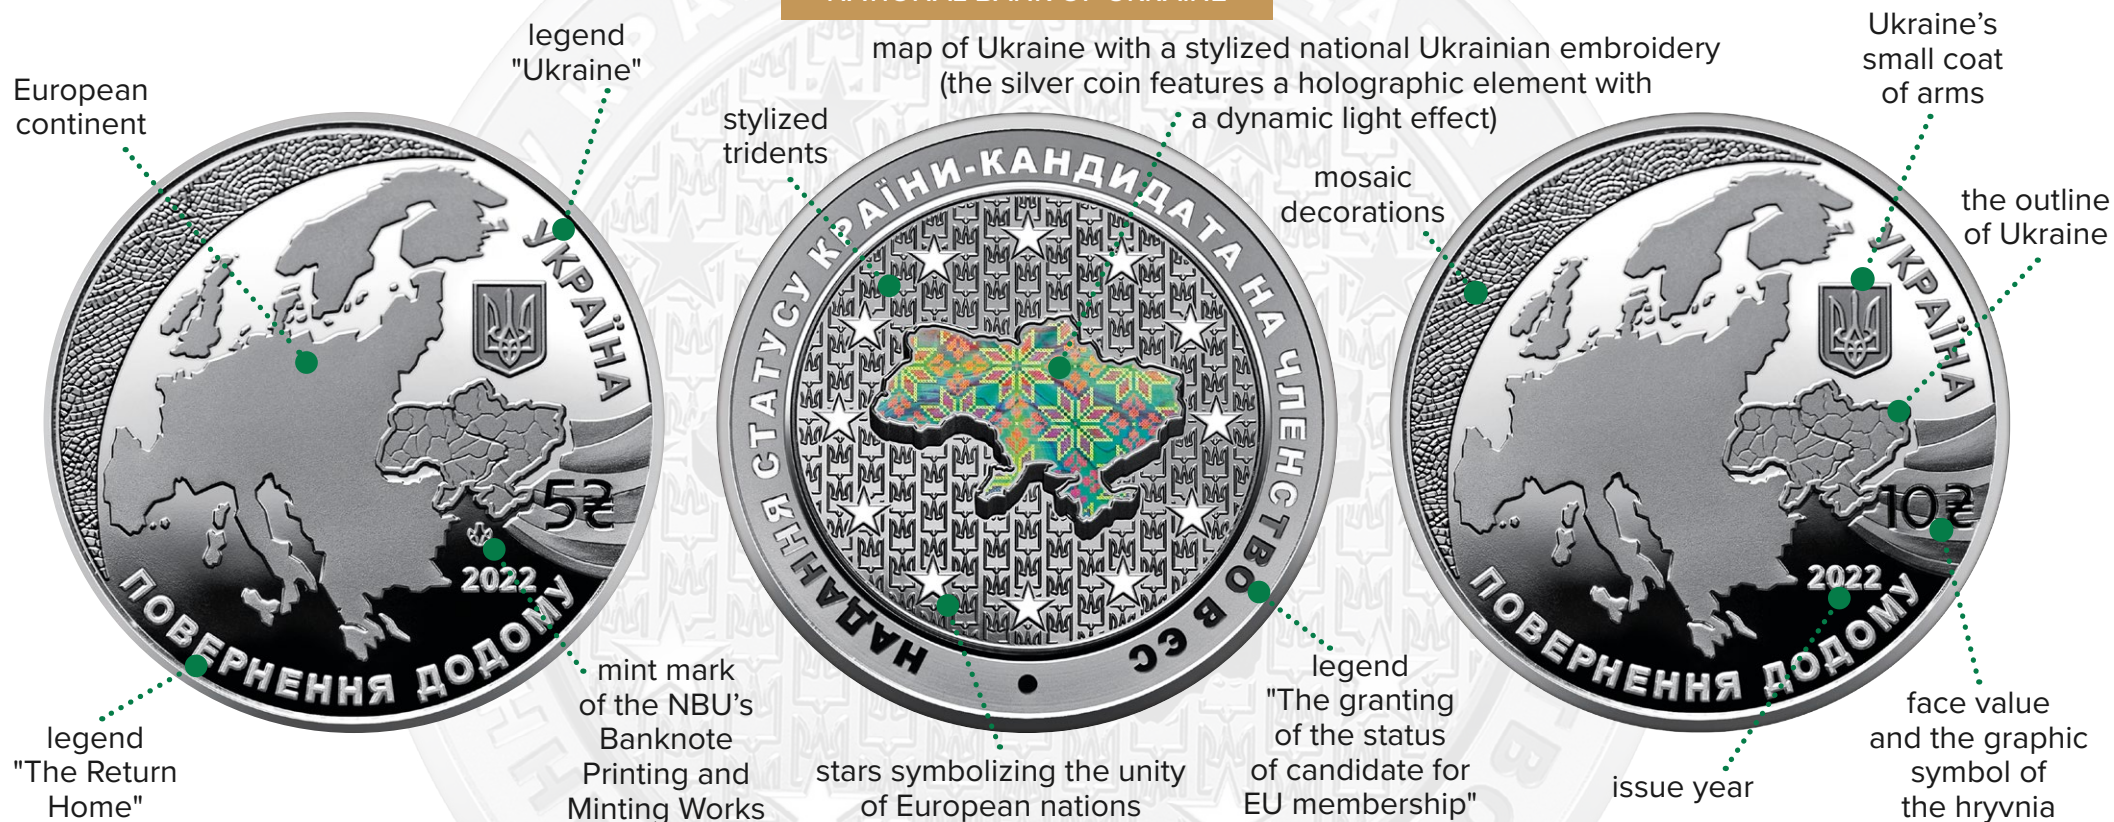 NATIONAL BANK OF UKRAINE
legend
"Ukraine"
European
continent
map of Ukraine with a stylized national Ukrainian embroidery
(the silver coin features a holographic element with
a dynamic light effect)
stylized
tridents
mosaic
decorations
Ukraine’s
small coat
of arms
the outline
of Ukraine
УКРАЇНА
5₴
2022
ПОВЕРНЕННЯ ДОДОМУ
НАДАННЯ СТАТУСУ КРАЇНИ-КАНДИДАТА НА ЧЛЕНСТВО В ЄС
УКРАЇНА
10₴
2022
ПОВЕРНЕННЯ ДОДОМУ
legend
"The Return
Home"
mint mark
of the NBU’s
Banknote
Printing and
Minting Works
stars symbolizing the unity
of European nations
legend
"The granting
of the status
of candidate for
EU membership"
issue year
face value
and the graphic
symbol of
the hryvnia